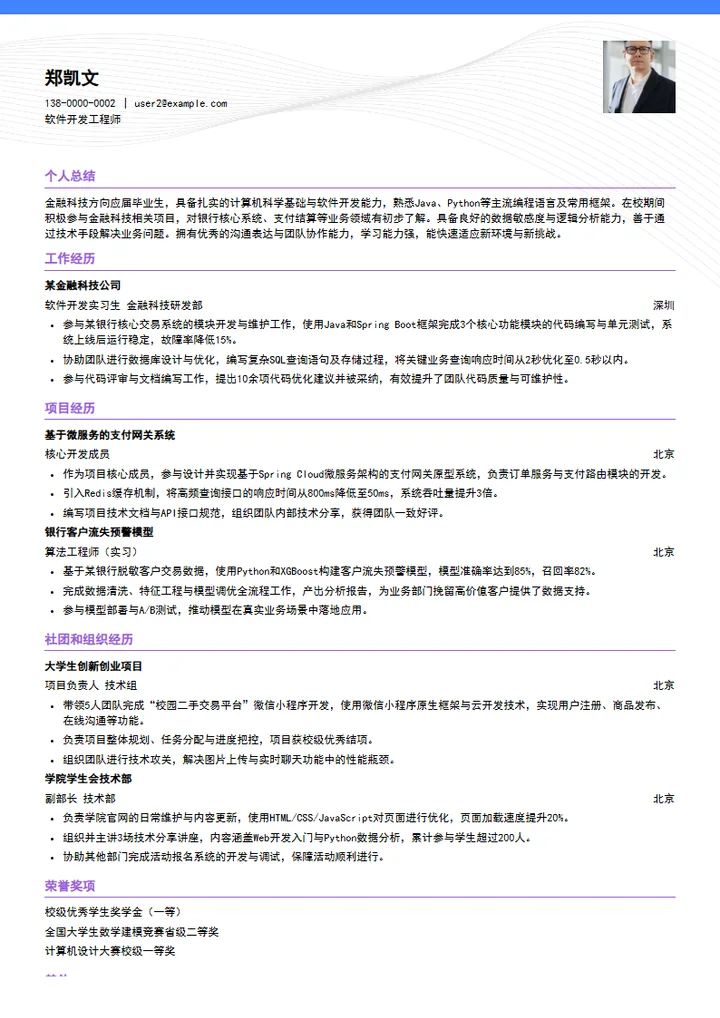 郑凯文
138-0000-0002 | user2@example.com
软件开发工程师
个人总结
金融科技方向应届毕业生，具备扎实的计算机科学基础与软件开发能力，熟悉Java、Python等主流编程语言及常用框架。在校期间
积极参与金融科技相关项目，对银行核心系统、支付结算等业务领域有初步了解。具备良好的数据敏感度与逻辑分析能力，善于通
过技术手段解决业务问题。拥有优秀的沟通表达与团队协作能力，学习能力强，能快速适应新环境与新挑战。
工作经历
某金融科技公司
软件开发实习生 金融科技研发部 深圳
• 参与某银行核心交易系统的模块开发与维护工作，使用Java和Spring Boot框架完成3个核心功能模块的代码编写与单元测试，系
统上线后运行稳定，故障率降低15%。
• 协助团队进行数据库设计与优化，编写复杂SQL查询语句及存储过程，将关键业务查询响应时间从2秒优化至0.5秒以内。
• 参与代码评审与文档编写工作，提出10余项代码优化建议并被采纳，有效提升了团队代码质量与可维护性。
项目经历
基于微服务的支付网关系统
核心开发成员 北京
• 作为项目核心成员，参与设计并实现基于Spring Cloud微服务架构的支付网关原型系统，负责订单服务与支付路由模块的开发。
• 引入Redis缓存机制，将高频查询接口的响应时间从800ms降低至50ms，系统吞吐量提升3倍。
• 编写项目技术文档与API接口规范，组织团队内部技术分享，获得团队一致好评。
银行客户流失预警模型
算法工程师（实习） 北京
• 基于某银行脱敏客户交易数据，使用Python和XGBoost构建客户流失预警模型，模型准确率达到85%，召回率82%。
• 完成数据清洗、特征工程与模型调优全流程工作，产出分析报告，为业务部门挽留高价值客户提供了数据支持。
• 参与模型部署与A/B测试，推动模型在真实业务场景中落地应用。
社团和组织经历
大学生创新创业项目
项目负责人 技术组 北京
• 带领5人团队完成“校园二手交易平台”微信小程序开发，使用微信小程序原生框架与云开发技术，实现用户注册、商品发布、
在线沟通等功能。
• 负责项目整体规划、任务分配与进度把控，项目获校级优秀结项。
• 组织团队进行技术攻关，解决图片上传与实时聊天功能中的性能瓶颈。
学院学生会技术部
副部长 技术部 北京
• 负责学院官网的日常维护与内容更新，使用HTML/CSS/JavaScript对页面进行优化，页面加载速度提升20%。
• 组织并主讲3场技术分享讲座，内容涵盖Web开发入门与Python数据分析，累计参与学生超过200人。
• 协助其他部门完成活动报名系统的开发与调试，保障活动顺利进行。
荣誉奖项
校级优秀学生奖学金（一等）
全国大学生数学建模竞赛省级二等奖
计算机设计大赛校级一等奖